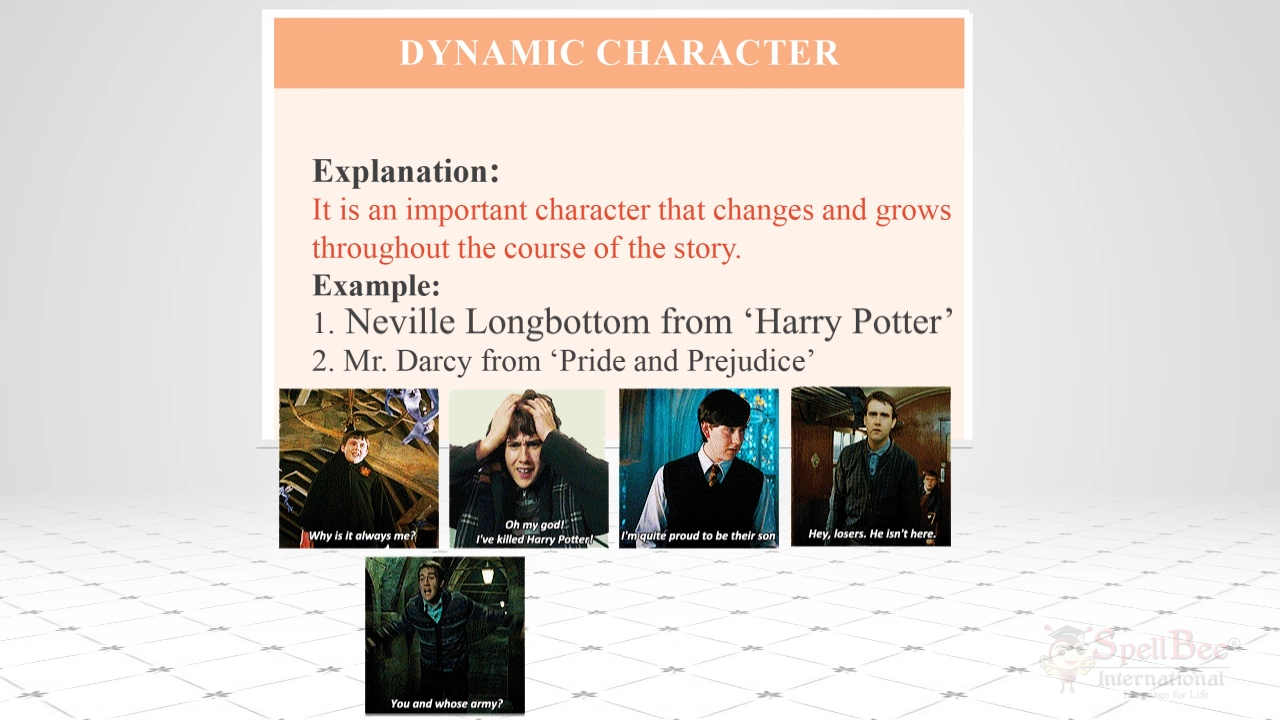 DYNAMIC CHARACTER
Explanation:
It is an important character that changes and grows
throughout the course of the story.
Example:
1. Neville Longbottom from ‘Harry Potter’
2. Mr. Darcy from ‘Pride and Prejudice’
Why is it always me?
Oh my god!
I've killed Harry Potter!
I'm quite proud to be their son
Hey, losers. He isn't here.
You and whose army?
SpellBee®
International
Language for Life